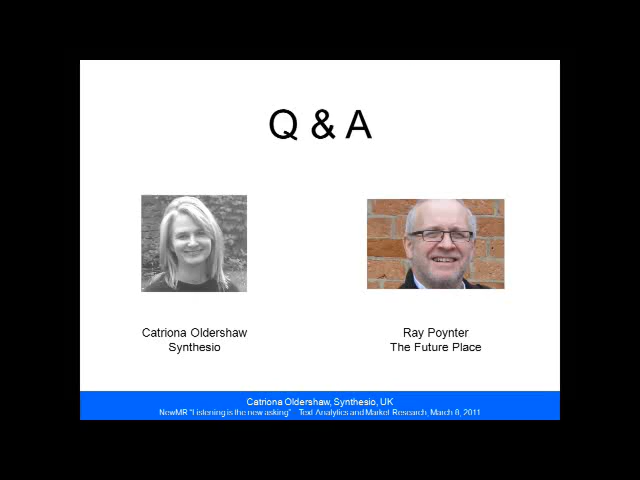 Q & A
Catriona Oldershaw
Synthesio
Ray Poynter
The Future Place
Catriona Oldershaw, Synthesio, UK
NewMR "Listening is the new asking" Text Analytics and Market Research, March 8, 2011